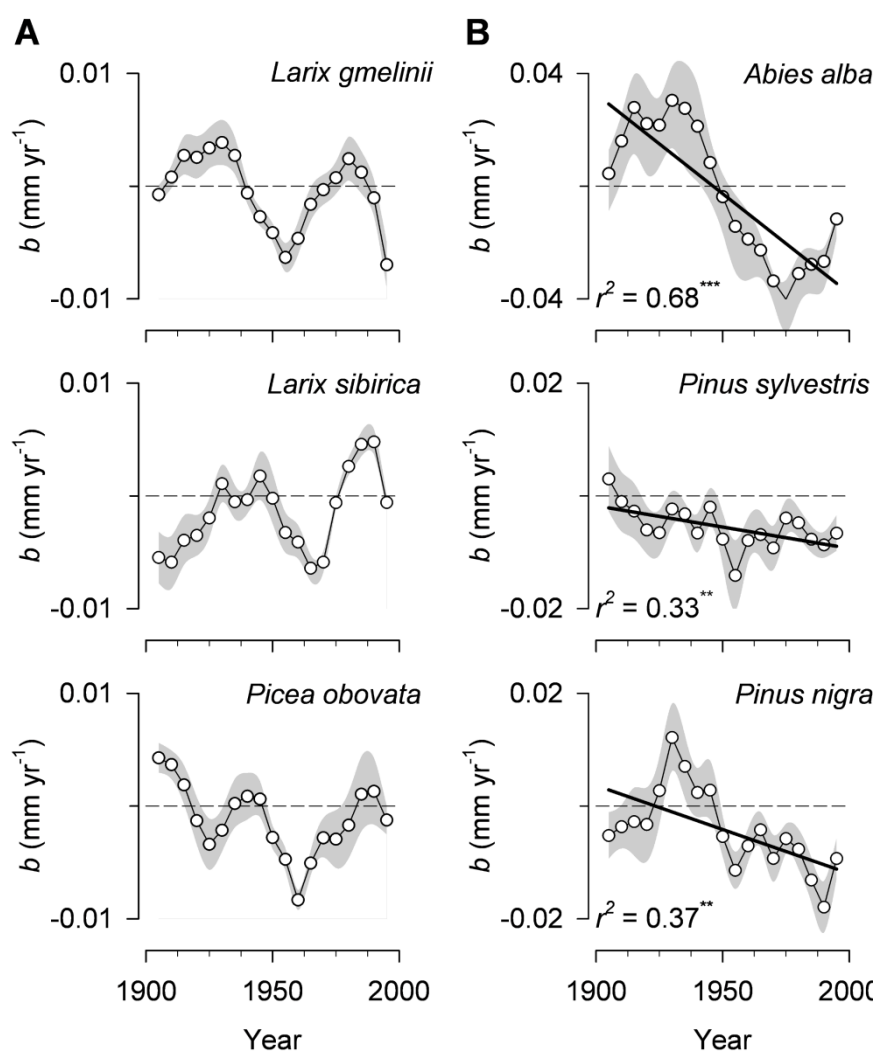 A
B
Larix gmelinii
0.01
b (mm yr-1)
-0.01
Abies alba
0.04
b (mm yr-1)
-0.04
r2 = 0.68***
Larix sibirica
0.01
b (mm yr-1)
-0.01
Pinus sylvestris
0.02
b (mm yr-1)
-0.02
r2 = 0.33**
Picea obovata
0.01
b (mm yr-1)
-0.01
1900 1950 2000
Year
Pinus nigra
0.02
b (mm yr-1)
-0.02
r2 = 0.37**
1900 1950 2000
Year